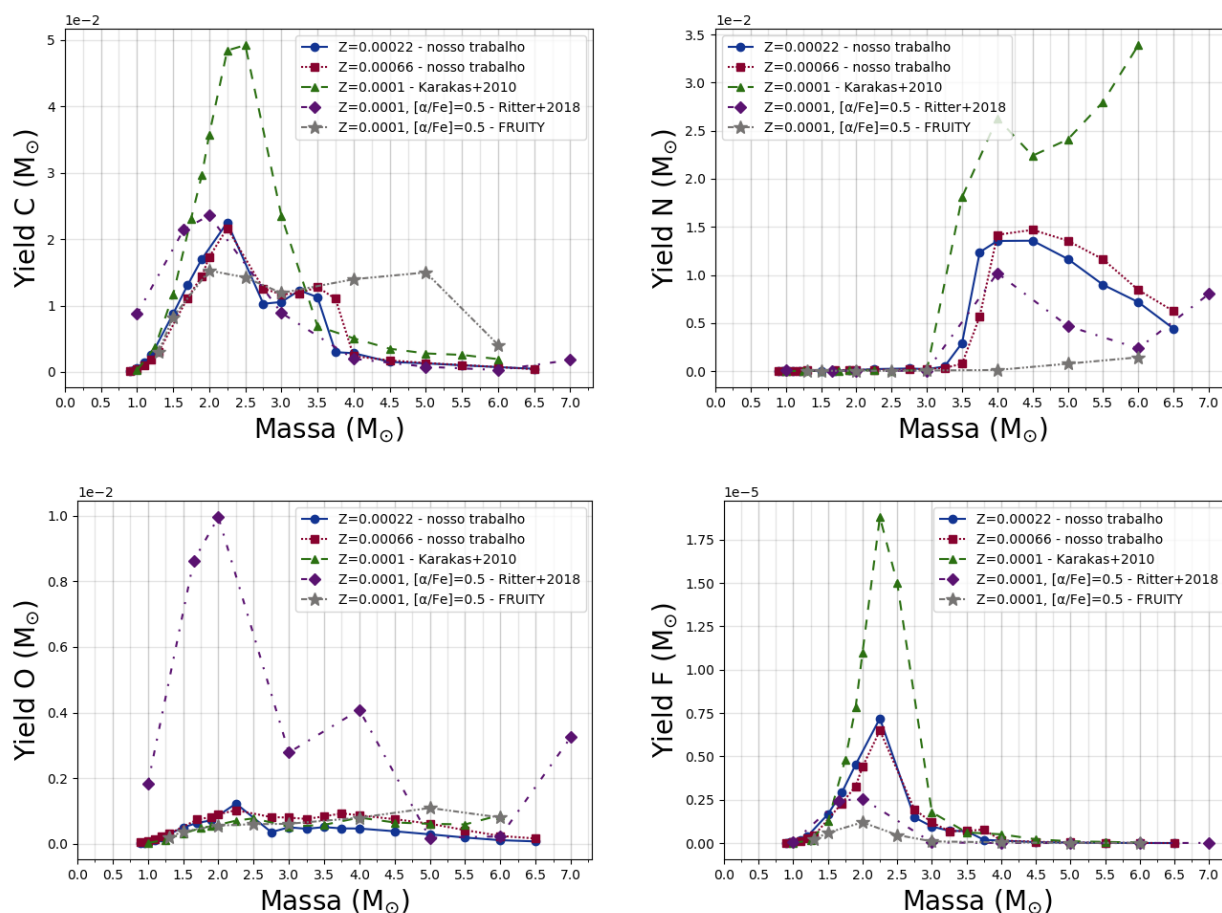 1e−2
5
4
3
2
1
0
Yield C (M⊙)
Z=0.00022 - nosso trabalho
Z=0.00066 - nosso trabalho
Z=0.0001 - Karakas+2010
Z=0.0001, [α/Fe]=0.5 - Ritter+2018
Z=0.0001, [α/Fe]=0.5 - FRUITY
0.0 0.5 1.0 1.5 2.0 2.5 3.0 3.5 4.0 4.5 5.0 5.5 6.0 6.5 7.0
Massa (M⊙)
1e−2
3.5
3.0
2.5
2.0
1.5
1.0
0.5
0.0
Yield N (M⊙)
Z=0.00022 - nosso trabalho
Z=0.00066 - nosso trabalho
Z=0.0001 - Karakas+2010
Z=0.0001, [α/Fe]=0.5 - Ritter+2018
Z=0.0001, [α/Fe]=0.5 - FRUITY
0.0 0.5 1.0 1.5 2.0 2.5 3.0 3.5 4.0 4.5 5.0 5.5 6.0 6.5 7.0
Massa (M⊙)
1e−2
1.0
0.8
0.6
0.4
0.2
0.0
Yield O (M⊙)
Z=0.00022 - nosso trabalho
Z=0.00066 - nosso trabalho
Z=0.0001 - Karakas+2010
Z=0.0001, [α/Fe]=0.5 - Ritter+2018
Z=0.0001, [α/Fe]=0.5 - FRUITY
0.0 0.5 1.0 1.5 2.0 2.5 3.0 3.5 4.0 4.5 5.0 5.5 6.0 6.5 7.0
Massa (M⊙)
1e−5
1.75
1.50
1.25
1.00
0.75
0.50
0.25
0.00
Yield F (M⊙)
Z=0.00022 - nosso trabalho
Z=0.00066 - nosso trabalho
Z=0.0001 - Karakas+2010
Z=0.0001, [α/Fe]=0.5 - Ritter+2018
Z=0.0001, [α/Fe]=0.5 - FRUITY
0.0 0.5 1.0 1.5 2.0 2.5 3.0 3.5 4.0 4.5 5.0 5.5 6.0 6.5 7.0
Massa (M⊙)